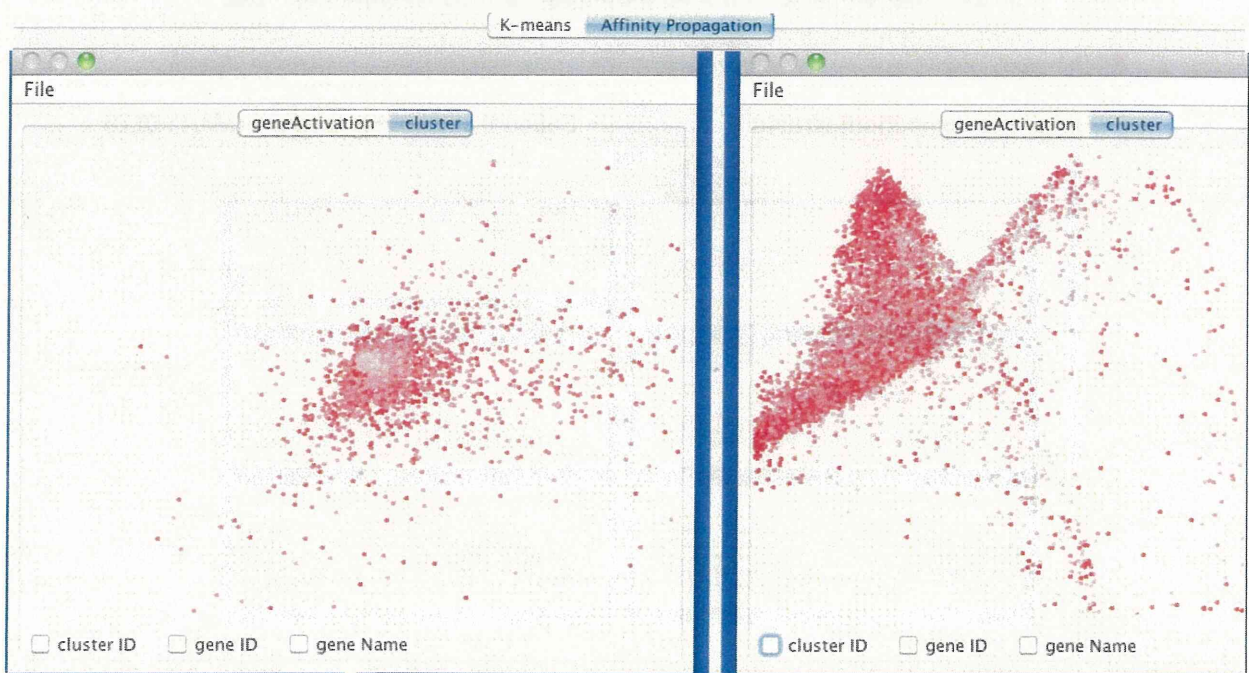 K-means Affinity Propagation
File
geneActivation cluster
cluster ID gene ID gene Name
File
geneActivation cluster
cluster ID gene ID gene Name